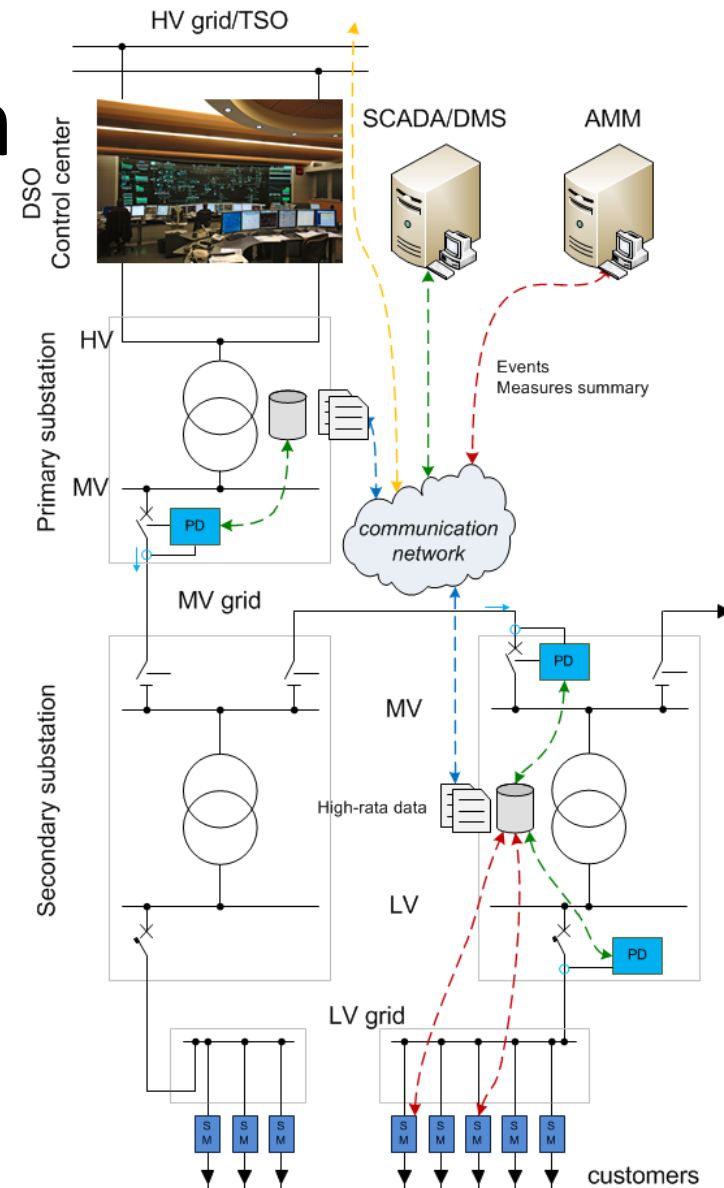 HV grid/TSO
n
DSO
Control center
SCADA/DMS
AMM
Events
Measures summary
Primary substation
HV
MV
PD
communication
network
MV grid
Secondary substation
MV
PD
High-rata data
LV
PD
LV grid
S
M
S
M
S
M
S
M
S
M
S
M
S
M
S
M
customers